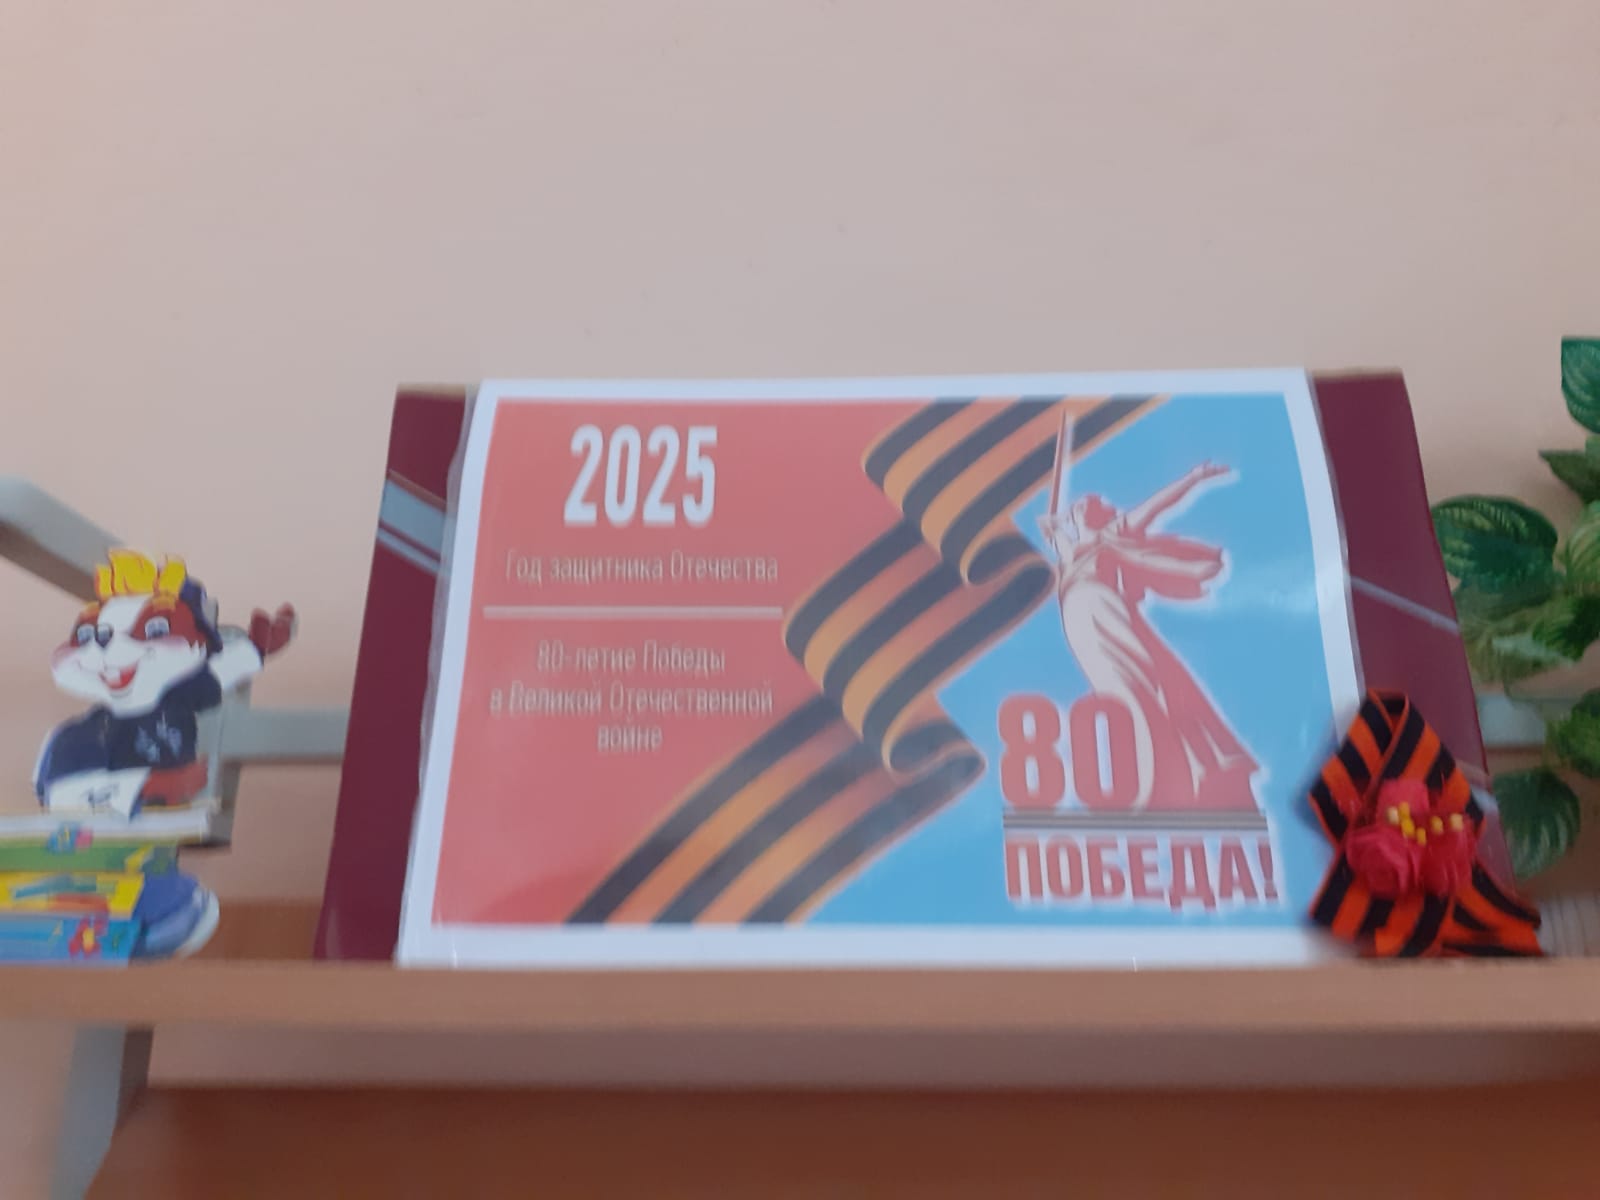 2025
Год защитника Отечества
80-летие Победы
в Великой Отечественной
войне
80
ПОБЕДА!